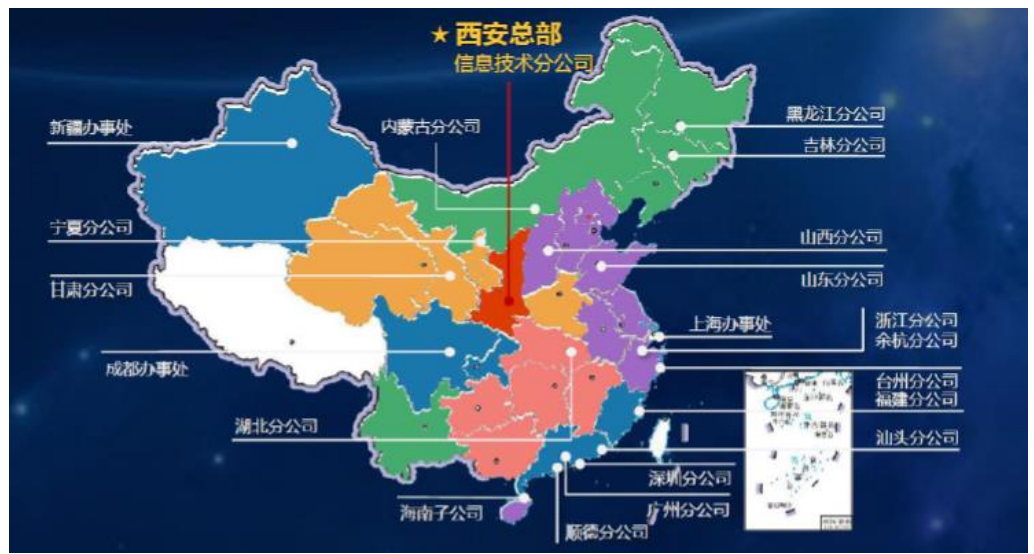 ★ 西安总部
信息技术分公司
新疆办事处
内蒙古分公司
黑龙江分公司
吉林分公司
宁夏分公司
山西分公司
甘肃分公司
山东分公司
上海办事处
浙江分公司
余杭分公司
成都办事处
台州分公司
福建分公司
湖北分公司
汕头分公司
深圳分公司
海南子公司
广州分公司
顺德分公司